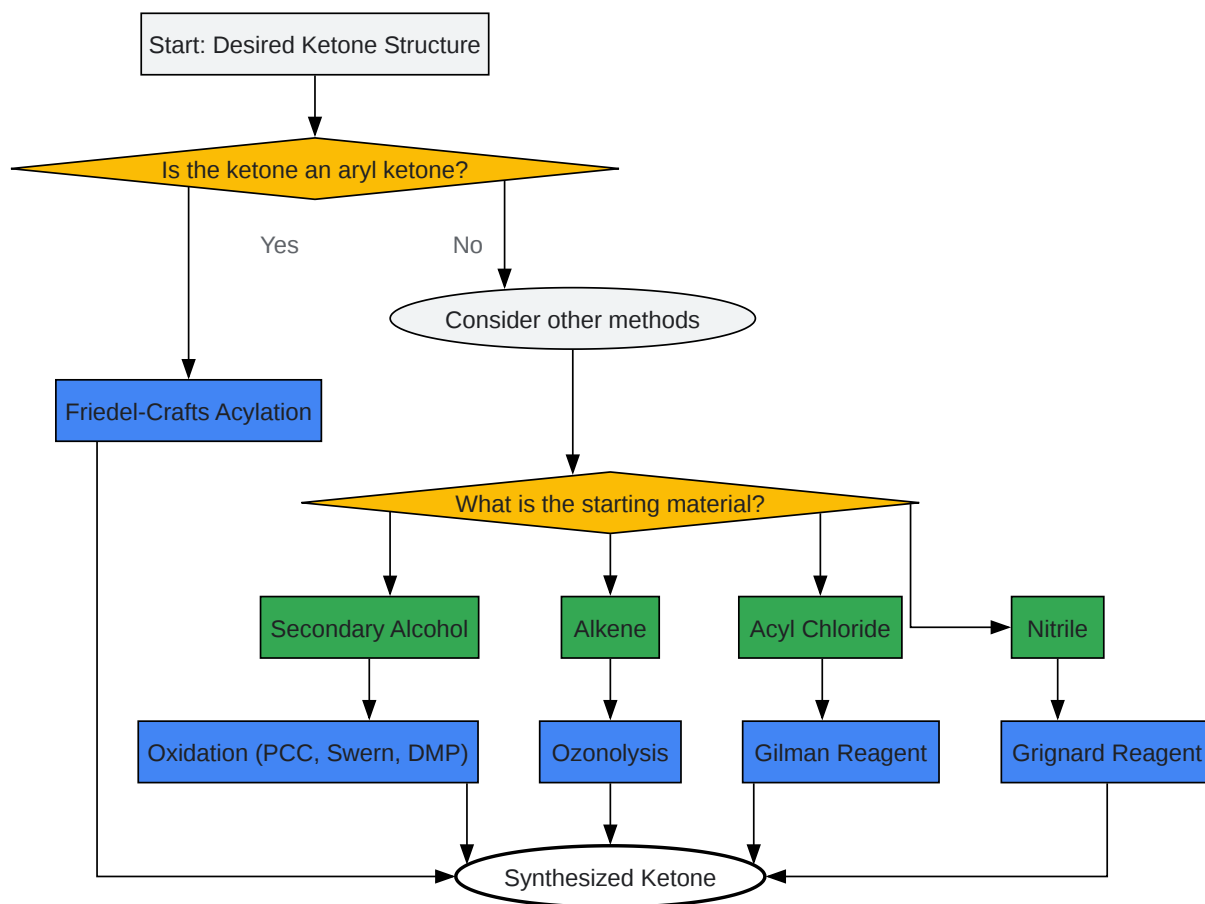 Start: Desired Ketone Structure
Is the ketone an aryl ketone?
Yes
No
Consider other methods
Friedel-Crafts Acylation
What is the starting material?
Secondary Alcohol
Alkene
Acyl Chloride
Nitrile
Oxidation (PCC, Swern, DMP)
Ozonolysis
Gilman Reagent
Grignard Reagent
Synthesized Ketone